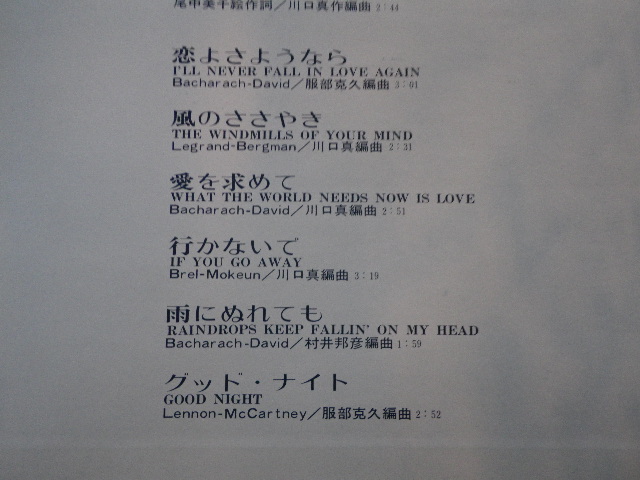 尾中美千絵作詞／川口真作編曲 2:44
恋よさようなら
I'LL NEVER FALL IN LOVE AGAIN
Bacharach-David／服部克久編曲 3:01
風のささやき
THE WINDMILLS OF YOUR MIND
Legrand-Bergman／川口真編曲 2:31
愛を求めて
WHAT THE WORLD NEEDS NOW IS LOVE
Bacharach-David／川口真編曲 2:51
行かないで
IF YOU GO AWAY
Brel-Mokeun／川口真編曲 3:19
雨にぬれても
RAINDROPS KEEP FALLIN' ON MY HEAD
Bacharach-David／村井邦彦編曲 1:59
グッド・ナイト
GOOD NIGHT
Lennon-McCartney／服部克久編曲 2:52